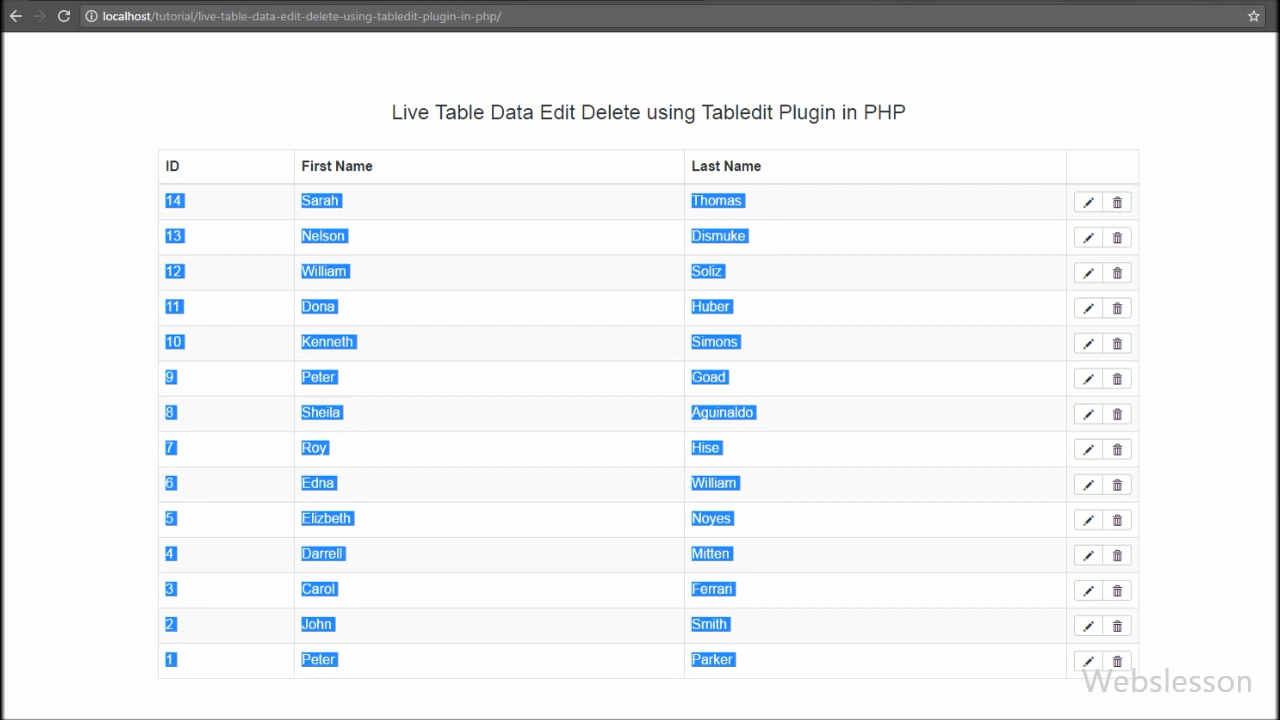 localhost/tutorial/live-table-data-edit-delete-using-tabledit-plugin-in-php/
Live Table Data Edit Delete using Tabledit Plugin in PHP
ID First Name Last Name
14 Sarah Thomas
13 Nelson Dismuke
12 William Soliz
11 Dona Huber
10 Kenneth Simons
9 Peter Goad
8 Sheila Aguinaldo
7 Roy Hise
6 Edna William
5 Elizbeth Noyes
4 Darrell Mitten
3 Carol Ferrari
2 John Smith
1 Peter Parker
Webslesson